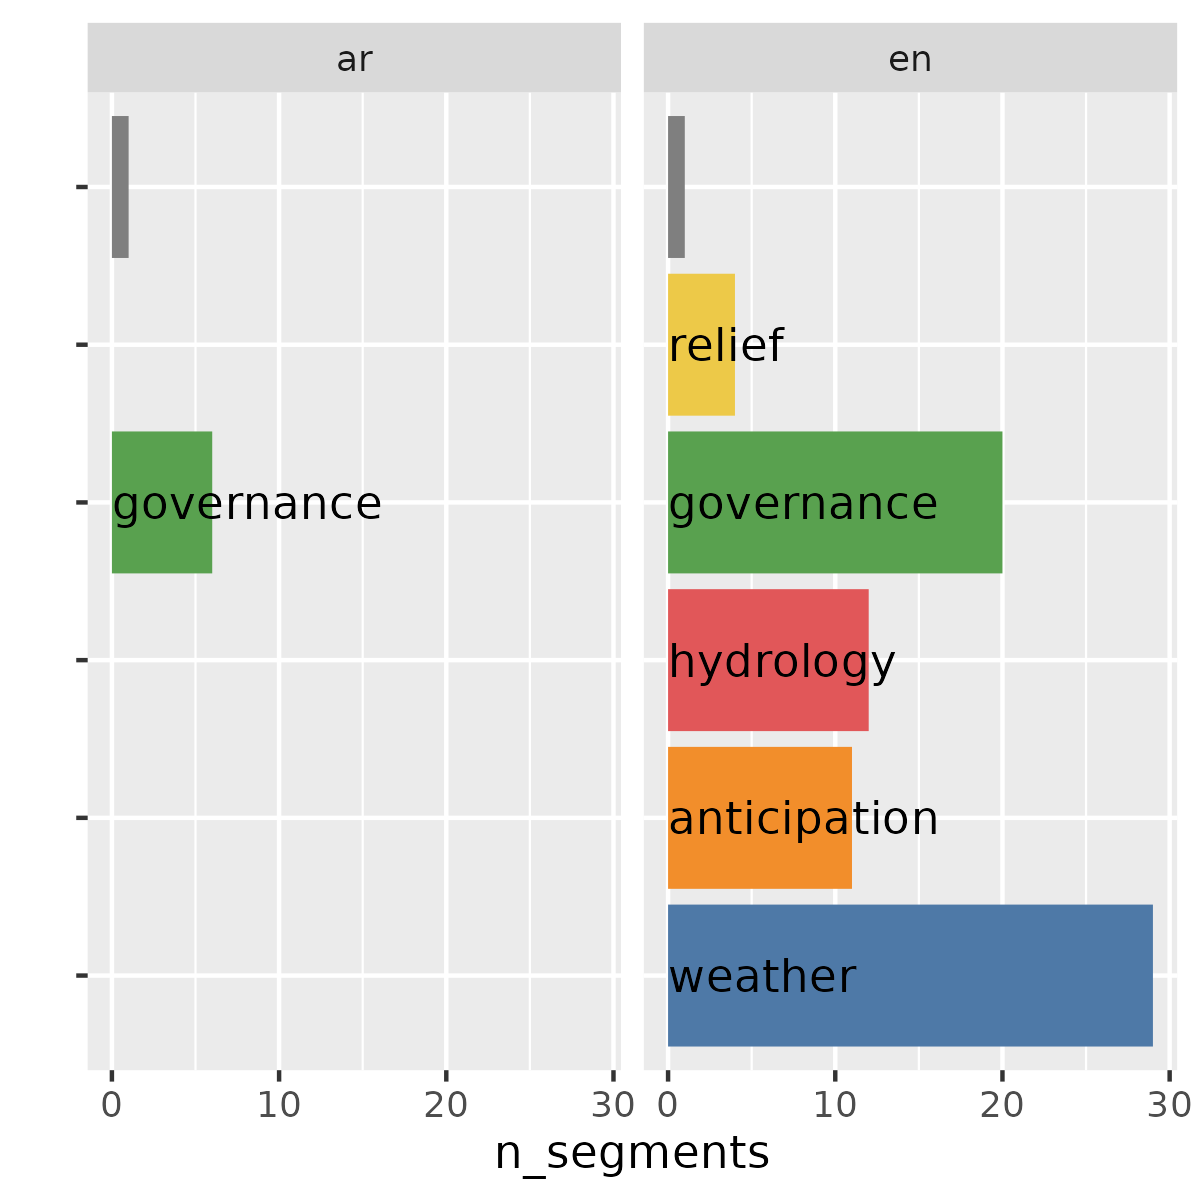 ar
en
relief
governance
governance
hydrology
anticipation
weather
0 10 20 30 0 10 20 30
n_segments